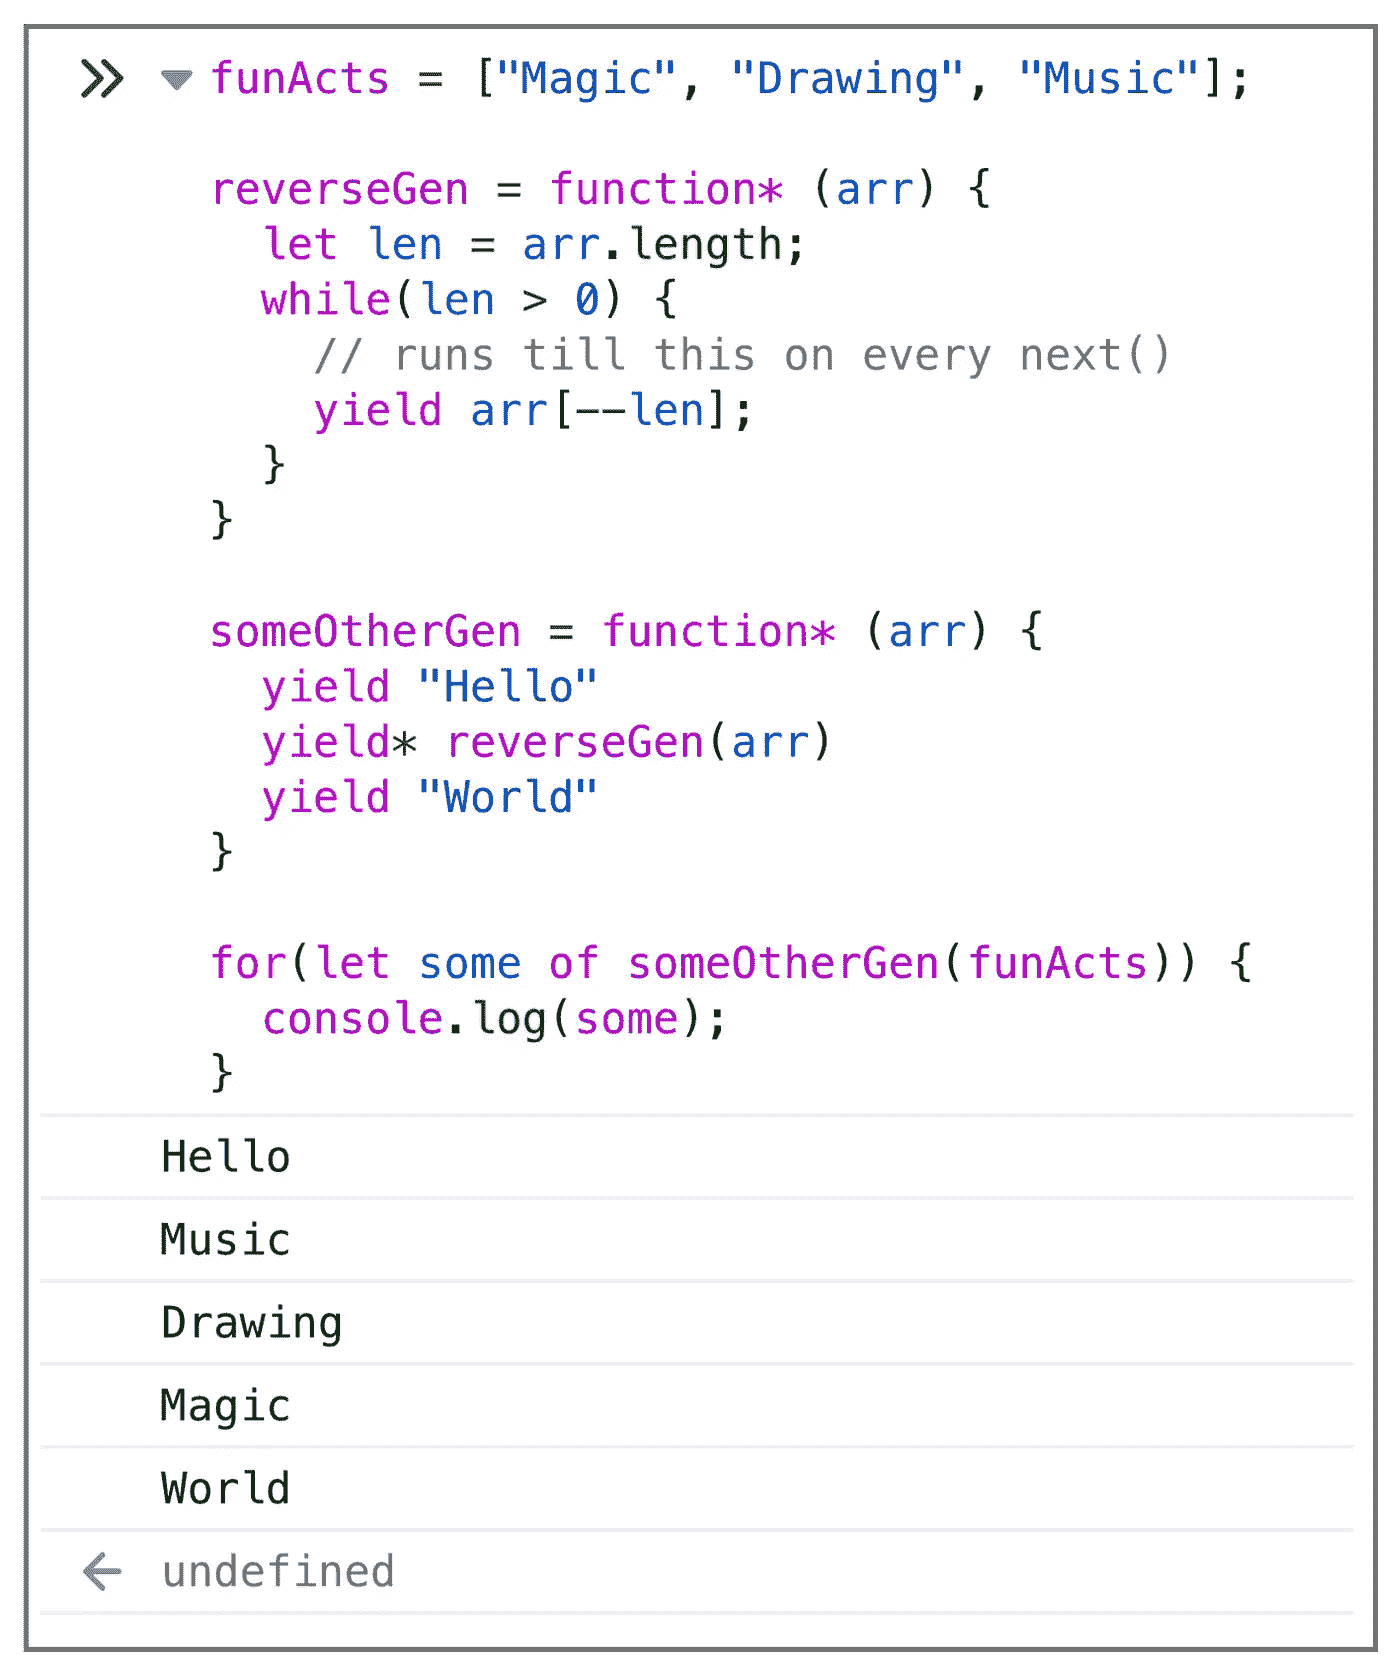 funActs = ["Magic", "Drawing", "Music"];
reverseGen = function* (arr) {
let len = arr.length;
while(len > 0) {
// runs till this on every next()
yield arr[--len];
}
}
someOtherGen = function* (arr) {
yield "Hello"
yield* reverseGen(arr)
yield "World"
}
for(let some of someOtherGen(funActs)) {
console.log(some);
}
Hello
Music
Drawing
Magic
World
undefined